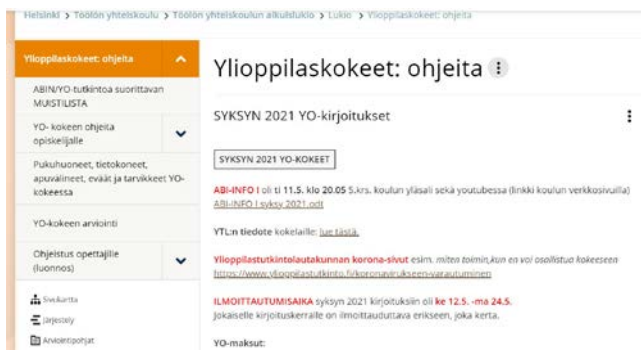 Helsinki > Töölön yhteiskoulu > Töölön yhteiskoulun aikuislukio > Lukio > Ylioppilaskokeet: ohjeita
Ylioppilaskokeet: ohjeita
ABIN/YO-tutkintoa suorittavan
MUISTILISTA
YO- kokeen ohjeita
opiskelijalle
Pukuhuoneet, tietokoneet,
apuvälineet, eväät ja tarvikkeet YO-
kokeessa
YO-kokeen arviointi
Ohjeistus opettajille
(luonnos)
Sivukartta
Järjestely
Arviointipohjat
Ylioppilaskokeet: ohjeita
SYKSYN 2021 YO-kirjoitukset
SYKSYN 2021 YO-KOKEET
ABI-INFO I oli ti 11.5. klo 20.05 5.krs. koulun yläsali sekä youtubessa (linkki koulun verkkosivuilla)
ABI-INFO I syksy 2021.odt
YTL:n tiedote kokelaille: lue tästä.
Ylioppilastutkintolautakunnan korona-sivut esim. miten toimin,kun en voi osallistua kokeeseen
https://www.ylioppilastutkinto.fi/koronavirukseen-varautuminen
ILMOITTAUTUMISAIKA syksyn 2021 kirjoituksiin oli ke 12.5. -ma 24.5.
Jokaiselle kirjoituskerralle on ilmoittauduttava erikseen, joka kerta.
YO-maksut: